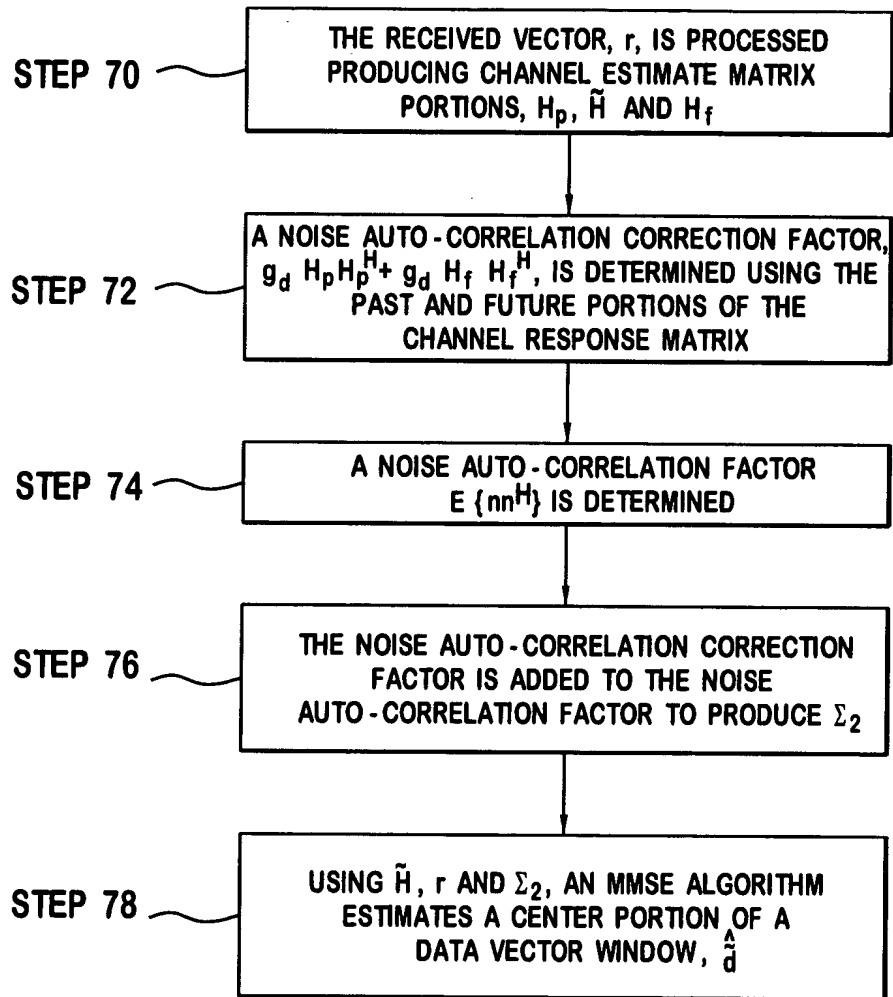 STEP 70
THE RECEIVED VECTOR, r, IS PROCESSED
PRODUCING CHANNEL ESTIMATE MATRIX
PORTIONS, Hp, H̃ AND Hf
STEP 72
A NOISE AUTO-CORRELATION CORRECTION FACTOR,
gd HpHp^H + gd Hf Hf^H, IS DETERMINED USING THE
PAST AND FUTURE PORTIONS OF THE
CHANNEL RESPONSE MATRIX
STEP 74
A NOISE AUTO-CORRELATION FACTOR
E {nn^H} IS DETERMINED
STEP 76
THE NOISE AUTO-CORRELATION CORRECTION
FACTOR IS ADDED TO THE NOISE
AUTO-CORRELATION FACTOR TO PRODUCE Σ2
STEP 78
USING H̃, r AND Σ2, AN MMSE ALGORITHM
ESTIMATES A CENTER PORTION OF A
DATA VECTOR WINDOW, d̃̂